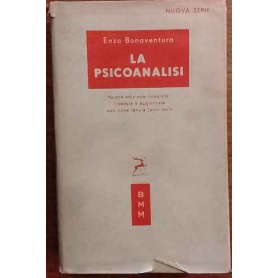 NUOVA SERIE
Enzo Bonaventura
LA
PSICOANALISI
Nuova edizione integrale
riveduta e aggiornata
con nove tavole fuori testo
B
M
M